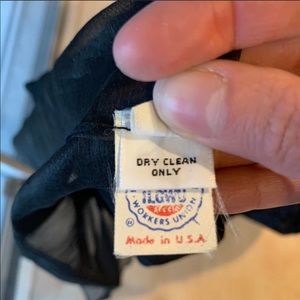 DRY CLEAN
ONLY
ILGWU
WORKERS UNION
®
Made in U.S.A.